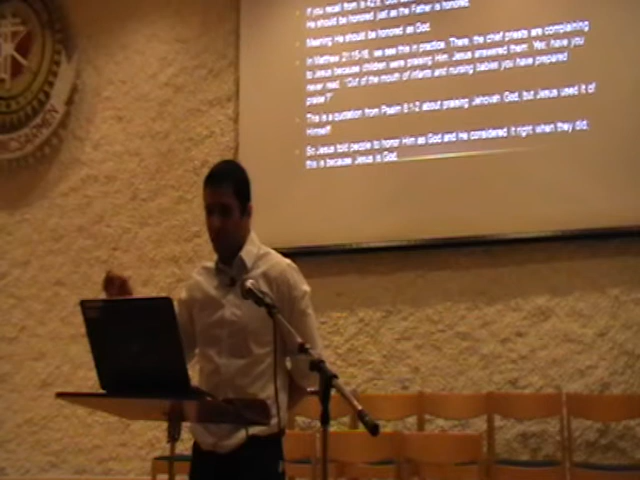 If you recall from Is 42:8, God
He should be honored just as the Father is honored.
Meaning He should be honored as God.
In Matthew 21:15-16, we see this in practice. There, the chief priests are complaining
to Jesus because children were praising Him. Jesus answered them: Yes; have you
never read, "Out of the mouth of infants and nursing babies you have prepared
praise?"
This is a quotation from Psalm 8:1-2 about praising Jehovah God, but Jesus used it of
Himself!
So Jesus told people to honor Him as God and He considered it right when they did;
this is because Jesus is God.